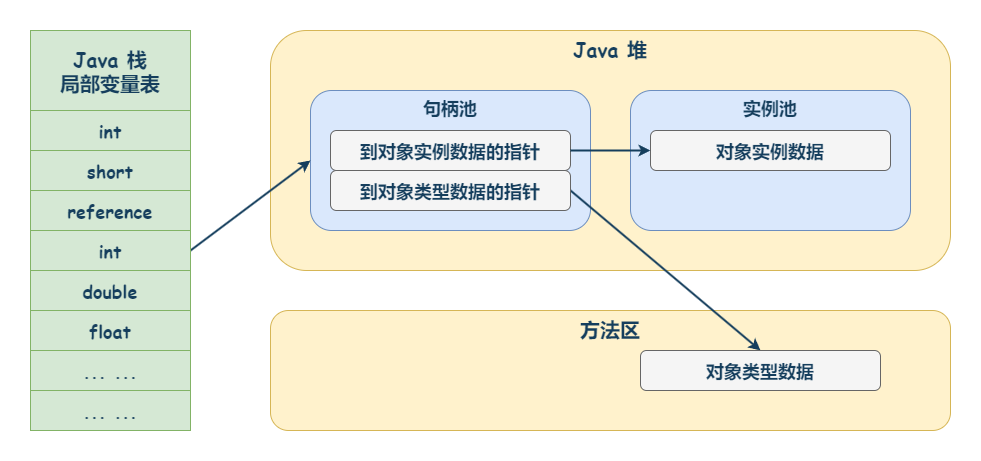 Java 栈
局部变量表
int
short
reference
int
double
float
... ...
... ...
Java 堆
句柄池
到对象实例数据的指针
到对象类型数据的指针
实例池
对象实例数据
方法区
对象类型数据